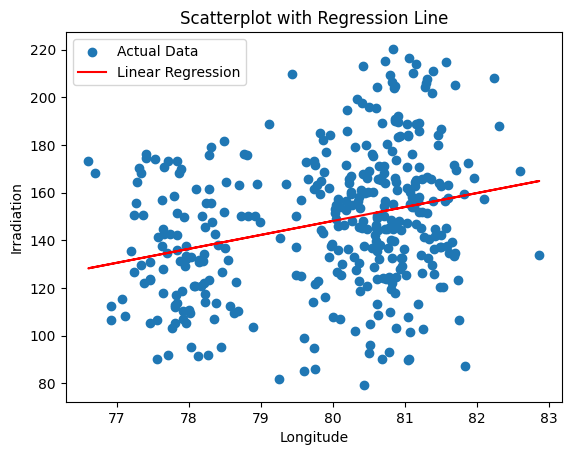 Scatterplot with Regression Line
Actual Data
Linear Regression
220
200
180
160
140
120
100
80
Irradiation
77 78 79 80 81 82 83
Longitude